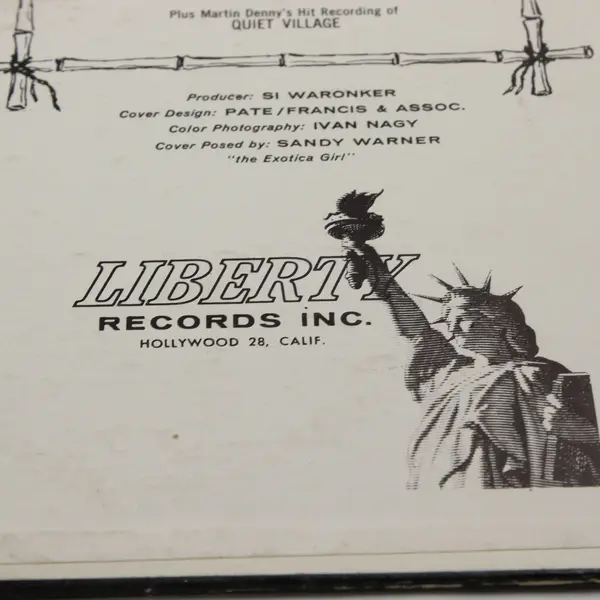 Plus Martin Denny's Hit Recording of
QUIET VILLAGE
Producer: SI WARONKER
Cover Design: PATE/FRANCIS & ASSOC.
Color Photography: IVAN NAGY
Cover Posed by: SANDY WARNER
"the Exotica Girl"
LIBERTY
RECORDS INC.
HOLLYWOOD 28, CALIF.